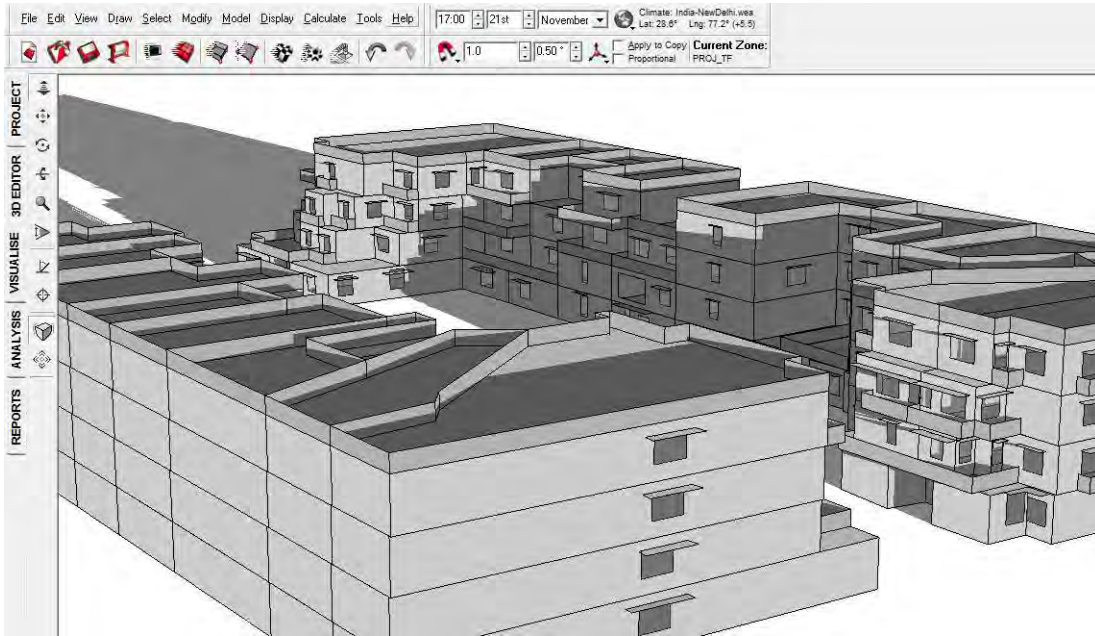 File Edit View Draw Select Modify Model Display Calculate Tools Help
17:00 21st November
Climate: India-NewDelhi.wea
Lat: 28.6° Lng: 77.2° (+5.5)
1.0 0.50 °
Apply to Copy
Proportional
Current Zone:
PROJ_TF
PROJECT
3D EDITOR
VISUALISE
ANALYSIS
REPORTS